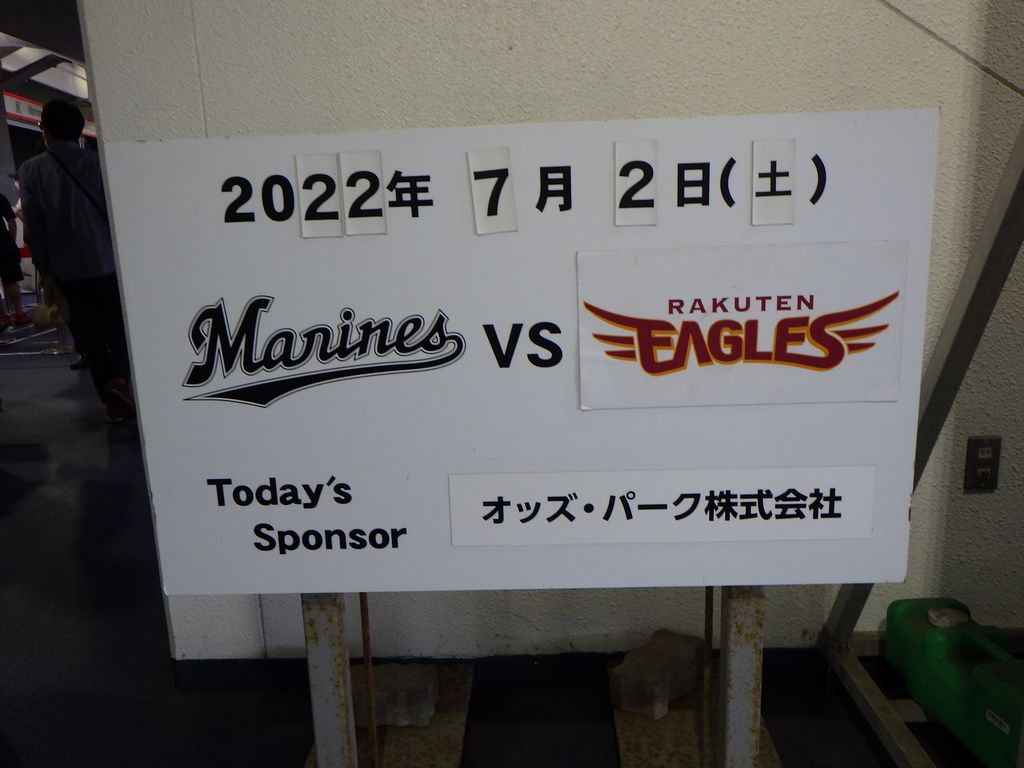 2022年 7月 2日(土)
Marines VS RAKUTEN EAGLES
Today's
Sponsor
オッズ・パーク株式会社